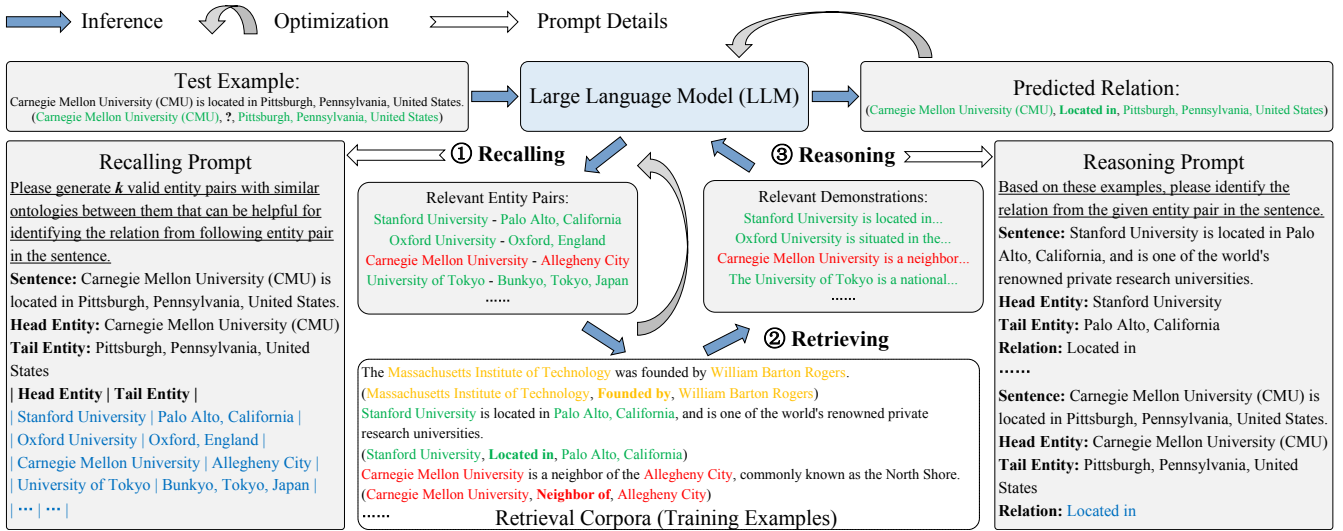 Inference
Optimization
Prompt Details
Test Example:
Carnegie Mellon University (CMU) is located in Pittsburgh, Pennsylvania, United States.
(Carnegie Mellon University (CMU), ?, Pittsburgh, Pennsylvania, United States)
Large Language Model (LLM)
Predicted Relation:
(Carnegie Mellon University (CMU), Located in, Pittsburgh, Pennsylvania, United States)
① Recalling
③ Reasoning
Recalling Prompt
Please generate k valid entity pairs with similar
ontologies between them that can be helpful for
identifying the relation from following entity pair
in the sentence.
Sentence: Carnegie Mellon University (CMU) is
located in Pittsburgh, Pennsylvania, United States.
Head Entity: Carnegie Mellon University (CMU)
Tail Entity: Pittsburgh, Pennsylvania, United
States
| Head Entity | Tail Entity |
| Stanford University | Palo Alto, California |
| Oxford University | Oxford, England |
| Carnegie Mellon University | Allegheny City |
| University of Tokyo | Bunkyo, Tokyo, Japan |
| ··· | ··· |
Relevant Entity Pairs:
Stanford University - Palo Alto, California
Oxford University - Oxford, England
Carnegie Mellon University - Allegheny City
University of Tokyo - Bunkyo, Tokyo, Japan
······
Relevant Demonstrations:
Stanford University is located in...
Oxford University is situated in the...
Carnegie Mellon University is a neighbor...
The University of Tokyo is a national...
······
② Retrieving
The Massachusetts Institute of Technology was founded by William Barton Rogers.
(Massachusetts Institute of Technology, Founded by, William Barton Rogers)
Stanford University is located in Palo Alto, California, and is one of the world's renowned private
research universities.
(Stanford University, Located in, Palo Alto, California)
Carnegie Mellon University is a neighbor of the Allegheny City, commonly known as the North Shore.
(Carnegie Mellon University, Neighbor of, Allegheny City)
······
Retrieval Corpora (Training Examples)
Reasoning Prompt
Based on these examples, please identify the
relation from the given entity pair in the sentence.
Sentence: Stanford University is located in Palo
Alto, California, and is one of the world's
renowned private research universities.
Head Entity: Stanford University
Tail Entity: Palo Alto, California
Relation: Located in
······
Sentence: Carnegie Mellon University (CMU) is
located in Pittsburgh, Pennsylvania, United States.
Head Entity: Carnegie Mellon University (CMU)
Tail Entity: Pittsburgh, Pennsylvania, United
States
Relation: Located in